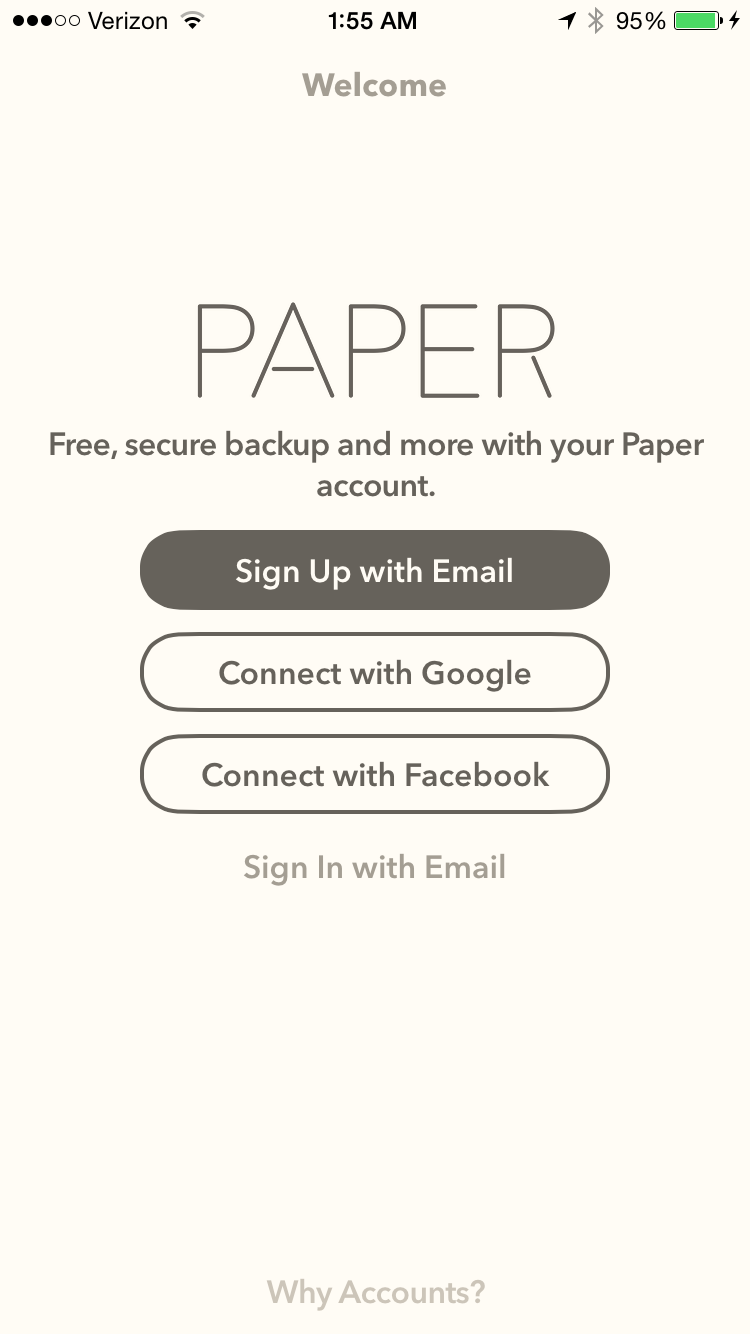 Verizon 1:55 AM 95%
Welcome
PAPER
Free, secure backup and more with your Paper
account.
Sign Up with Email
Connect with Google
Connect with Facebook
Sign In with Email
Why Accounts?